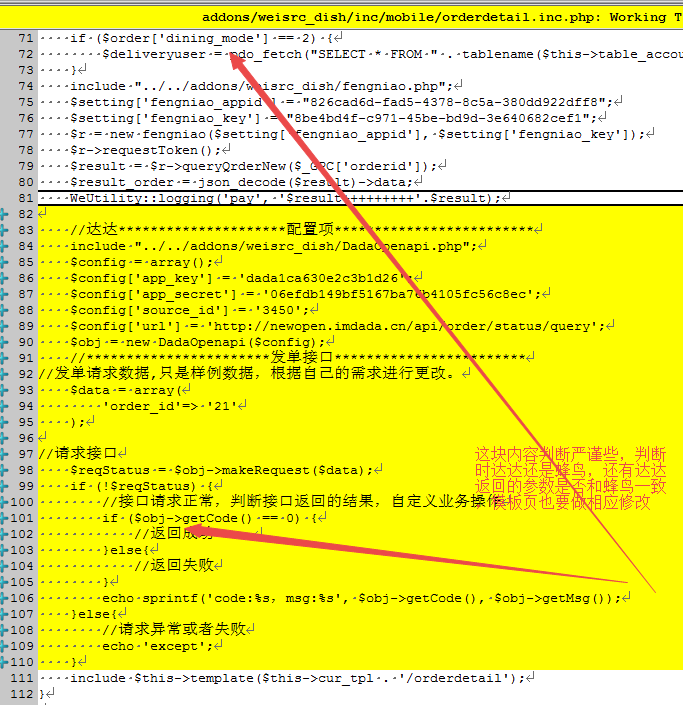 addons/weisrc_dish/inc/mobile/orderdetail.inc.php: Working T
71 if ($order['dining_mode'] == 2) {
72 $deliveryuser = pdo_fetch("SELECT * FROM " . tablename($this->table_accou
73 }
74 include "../../addons/weisrc_dish/fengniao.php";
75 $setting['fengniao_appid'] = "826cad6d-fad5-4378-8c5a-380dd922dff8";
76 $setting['fengniao_key'] = "8be4bd4f-c971-45be-bd9d-3e640682cef1";
77 $r = new fengniao($setting['fengniao_appid'], $setting['fengniao_key']);
78 $r->requestToken();
79 $result = $r->queryOrderNew($_GPC['orderid']);
80 $result_order = json_decode($result)->data;
81 WeUtility::logging('pay', '$result+++++++++'.$result);
82
83 //达达*********************配置项*************************
84 include "../../addons/weisrc_dish/DadaOpenapi.php";
85 $config = array();
86 $config['app_key'] = 'dada1ca630e2c3b1d26';
87 $config['app_secret'] = '06efdb149bf5167ba7db4105fc56c8ec';
88 $config['source_id'] = '3450';
89 $config['url'] = 'http://newopen.imdada.cn/api/order/status/query';
90 $obj = new DadaOpenapi($config);
91 //***********************发单接口************************
92 //发单请求数据,只是样例数据，根据自己的需求进行更改。
93 $data = array(
94 'order_id'=> '21'
95 );
96
97 //请求接口
98 $reqStatus = $obj->makeRequest($data);
99 if (!$reqStatus) {
100 //接口请求正常，判断接口返回的结果，自定义业务操作
101 if ($obj->getCode() == 0) {
102 //返回成功
103 }else{
104 //返回失败
105 }
106 echo sprintf('code:%s，msg:%s', $obj->getCode(), $obj->getMsg());
107 }else{
108 //请求异常或者失败
109 echo 'except';
110 }
111 include $this->template($this->cur_tpl . '/orderdetail');
112 }
这块内容判断严谨些，判断
时达达还是蜂鸟，还有达达
返回的参数是否和蜂鸟一致
模板页也要做相应修改